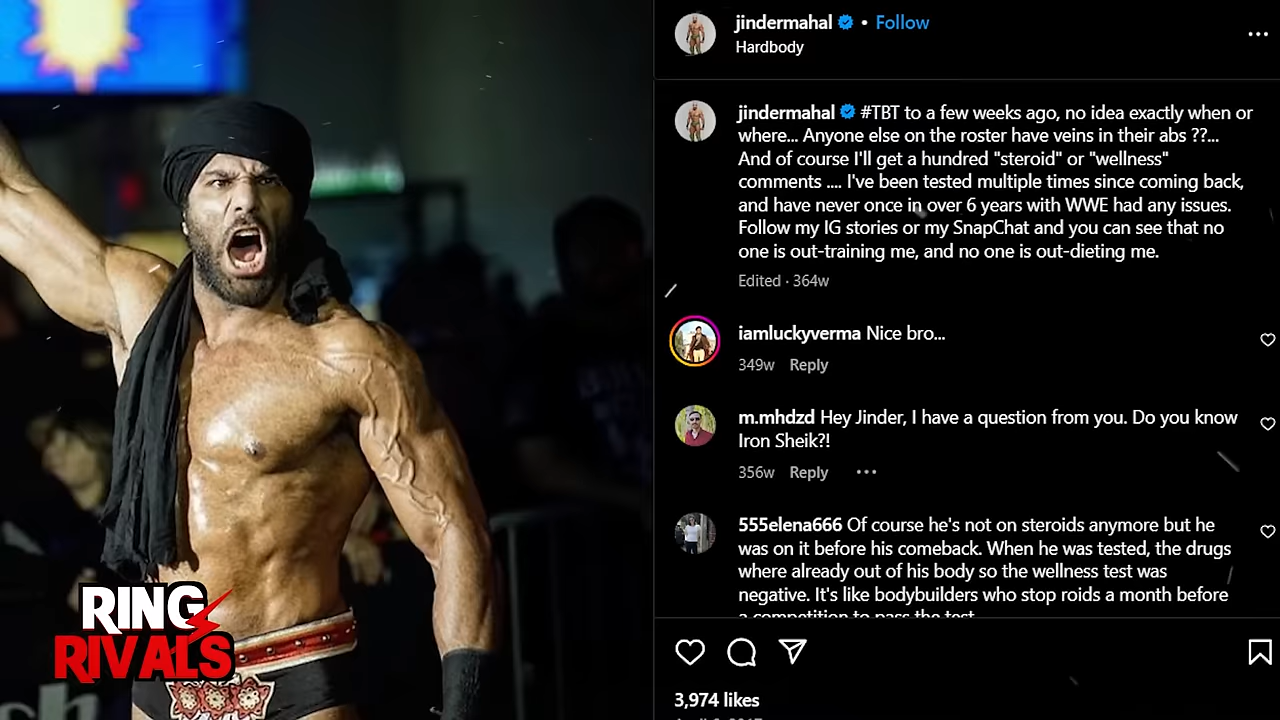 jindermahal • Follow
Hardbody
jindermahal #TBT to a few weeks ago, no idea exactly when or
where... Anyone else on the roster have veins in their abs ??...
And of course I'll get a hundred "steroid" or "wellness"
comments .... I've been tested multiple times since coming back,
and have never once in over 6 years with WWE had any issues.
Follow my IG stories or my SnapChat and you can see that no
one is out-training me, and no one is out-dieting me.
Edited · 364w
iamluckyverma Nice bro...
349w Reply
m.mhdzd Hey Jinder, I have a question from you. Do you know
Iron Sheik?!
356w Reply
555elena666 Of course he's not on steroids anymore but he
was on it before his comeback. When he was tested, the drugs
where already out of his body so the wellness test was
negative. It's like bodybuilders who stop roids a month before
a competition to pass the test
3,974 likes
RING
RIVALS